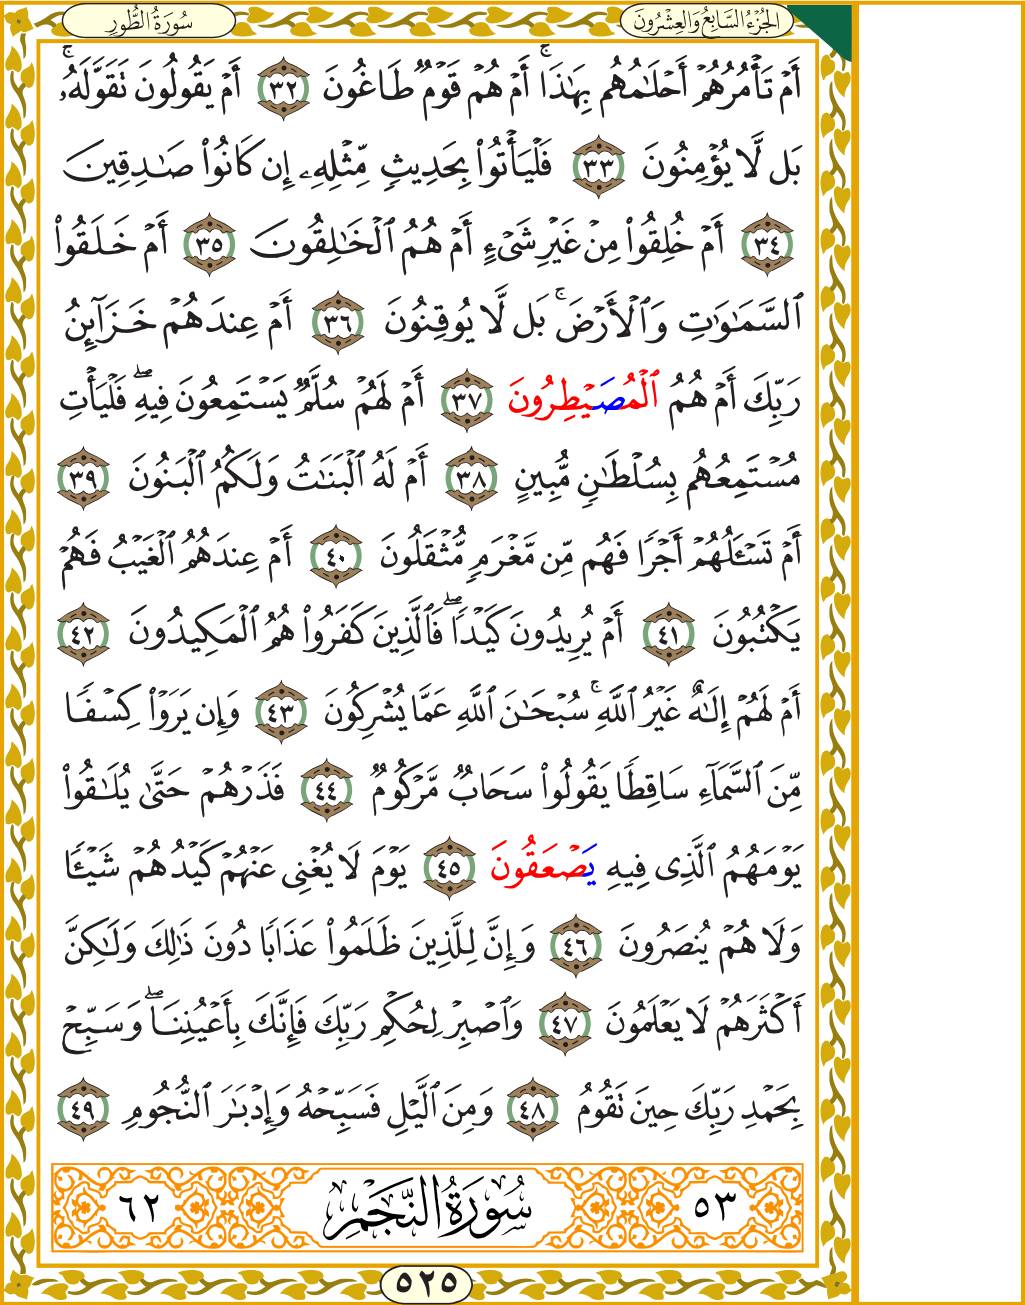 الجُزْءُ السَّابِعُ وَالعِشْرُونَ
سُورَةُ الطُّورِ
أَمۡ تَأۡمُرُهُمۡ أَحۡلَٰمُهُم بِهَٰذَآۚ أَمۡ هُمۡ قَوۡمٞ طَاغُونَ ٣٢ أَمۡ يَقُولُونَ تَقَوَّلَهُۥۚ
بَل لَّا يُؤۡمِنُونَ ٣٣ فَلۡيَأۡتُواْ بِحَدِيثٖ مِّثۡلِهِۦٓ إِن كَانُواْ صَٰدِقِينَ
٣٤ أَمۡ خُلِقُواْ مِنۡ غَيۡرِ شَيۡءٍ أَمۡ هُمُ ٱلۡخَٰلِقُونَ ٣٥ أَمۡ خَلَقُواْ
ٱلسَّمَٰوَٰتِ وَٱلۡأَرۡضَۚ بَل لَّا يُوقِنُونَ ٣٦ أَمۡ عِندَهُمۡ خَزَآئِنُ
رَبِّكَ أَمۡ هُمُ ٱلۡمُصَۜيۡطِرُونَ ٣٧ أَمۡ لَهُمۡ سُلَّمٞ يَسۡتَمِعُونَ فِيهِۖ فَلۡيَأۡتِ
مُسۡتَمِعُهُم بِسُلۡطَٰنٖ مُّبِينٍ ٣٨ أَمۡ لَهُ ٱلۡبَنَٰتُ وَلَكُمُ ٱلۡبَنُونَ ٣٩
أَمۡ تَسۡـَٔلُهُمۡ أَجۡرٗا فَهُم مِّن مَّغۡرَمٖ مُّثۡقَلُونَ ٤٠ أَمۡ عِندَهُمُ ٱلۡغَيۡبُ فَهُمۡ
يَكۡتُبُونَ ٤١ أَمۡ يُرِيدُونَ كَيۡدٗاۖ فَٱلَّذِينَ كَفَرُواْ هُمُ ٱلۡمَكِيدُونَ ٤٢
أَمۡ لَهُمۡ إِلَٰهٌ غَيۡرُ ٱللَّهِۚ سُبۡحَٰنَ ٱللَّهِ عَمَّا يُشۡرِكُونَ ٤٣ وَإِن يَرَوۡاْ كِسۡفٗا
مِّنَ ٱلسَّمَآءِ سَاقِطٗا يَقُولُواْ سَحَابٞ مَّرۡكُومٞ ٤٤ فَذَرۡهُمۡ حَتَّىٰ يُلَٰقُواْ
يَوۡمَهُمُ ٱلَّذِي فِيهِ يَصۡعَقُونَ ٤٥ يَوۡمَ لَا يُغۡنِي عَنۡهُمۡ كَيۡدُهُمۡ شَيۡـٔٗا
وَلَا هُمۡ يُنصَرُونَ ٤٦ وَإِنَّ لِلَّذِينَ ظَلَمُواْ عَذَابٗا دُونَ ذَٰلِكَ وَلَٰكِنَّ
أَكۡثَرَهُمۡ لَا يَعۡلَمُونَ ٤٧ وَٱصۡبِرۡ لِحُكۡمِ رَبِّكَ فَإِنَّكَ بِأَعۡيُنِنَاۖ وَسَبِّحۡ
بِحَمۡدِ رَبِّكَ حِينَ تَقُومُ ٤٨ وَمِنَ ٱلَّيۡلِ فَسَبِّحۡهُ وَإِدۡبَٰرَ ٱلنُّجُومِ ٤٩
٥٣ سُورَةُ النَّجۡمِ ٦٢
٥٢٥